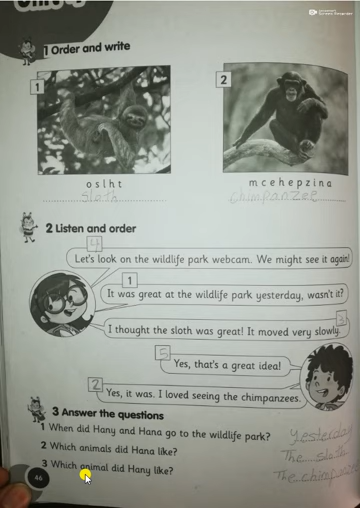 1 Order and write
1
2
o s l h t
m c e h e p z i n a
sloth
chimpanzee
2 Listen and order
4
Let's look on the wildlife park webcam. We might see it again!
1
It was great at the wildlife park yesterday, wasn't it?
3
I thought the sloth was great! It moved very slowly.
5
Yes, that's a great idea!
2
Yes, it was. I loved seeing the chimpanzees.
3 Answer the questions
1 When did Hany and Hana go to the wildlife park? Yesterday
2 Which animals did Hana like? The sloth
3 Which animal did Hany like? The chimpanzee
46